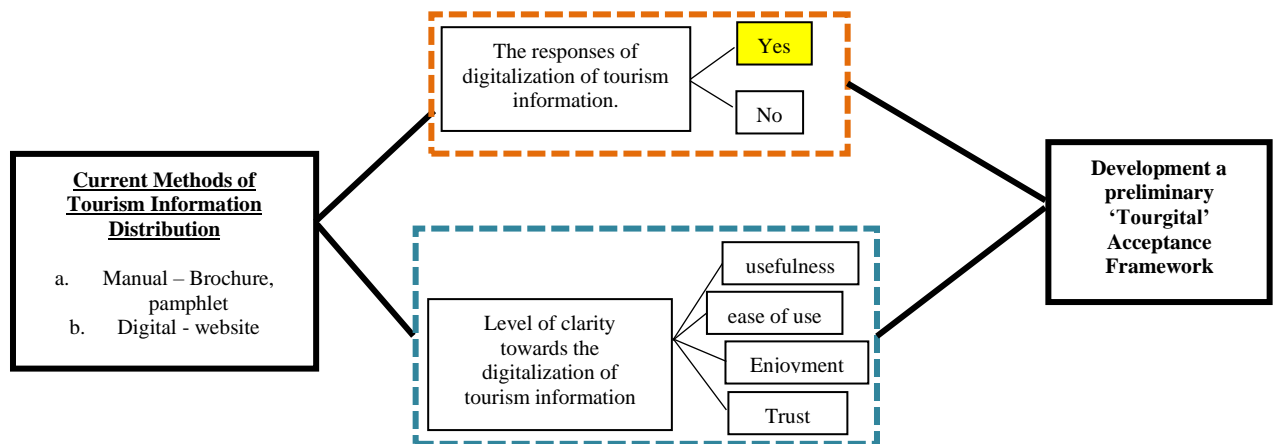 Current Methods of
Tourism Information
Distribution
a. Manual – Brochure,
pamphlet
b. Digital - website
The responses of
digitalization of tourism
information.
Yes
No
Level of clarity
towards the
digitalization of
tourism information
usefulness
ease of use
Enjoyment
Trust
Development a
preliminary
‘Tourgital’
Acceptance
Framework